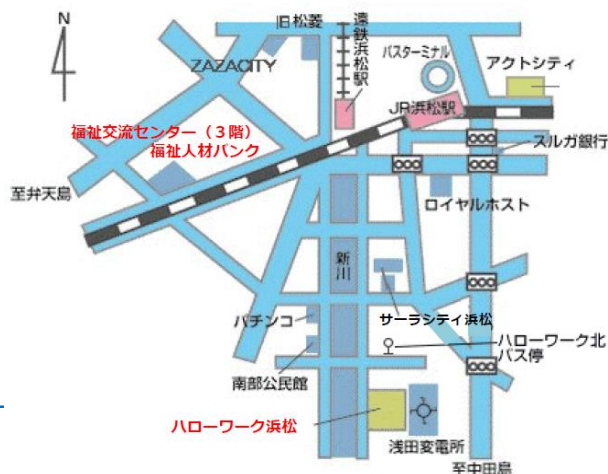 N
旧松菱
遠鉄浜松駅
バスターミナル
アクトシティ
ZAZACITY
JR浜松駅
福祉交流センター（３階）
福祉人材バンク
スルガ銀行
至弁天島
ロイヤルホスト
新川
サーラシティ浜松
パチンコ
ハローワーク北
バス停
南部公民館
ハローワーク浜松
浅田変電所
至中田島